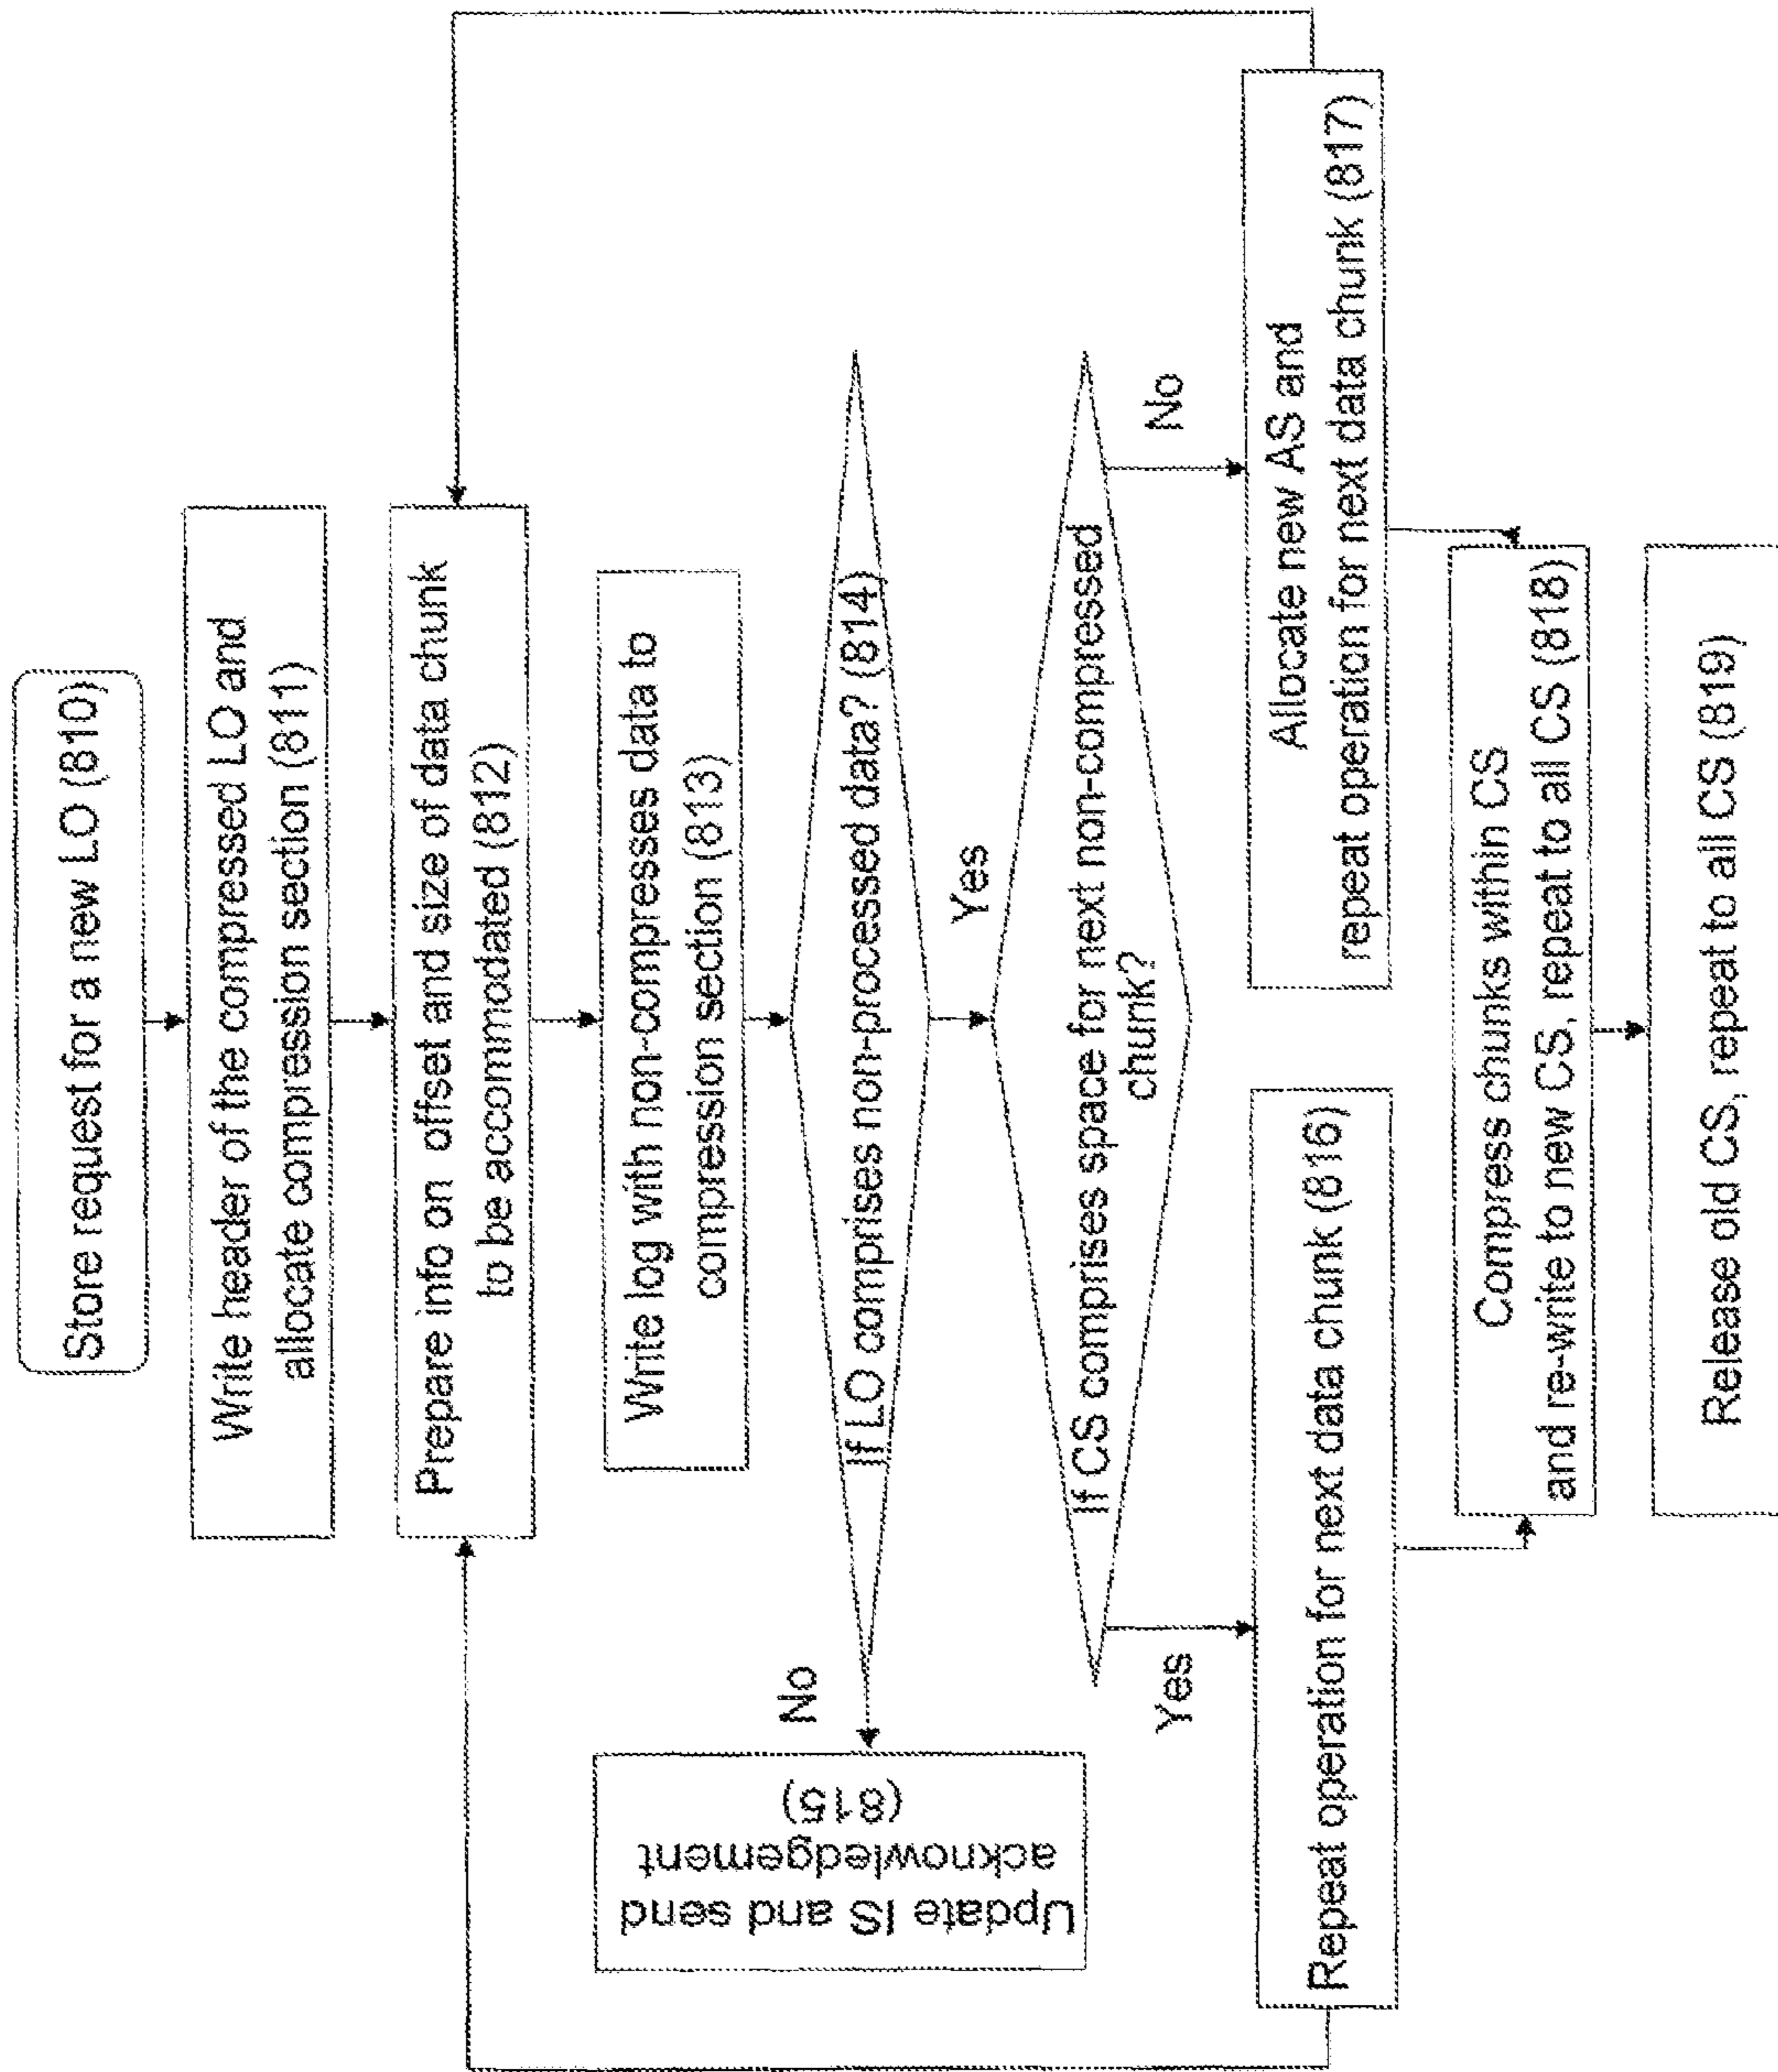 Store request for a new LO (810)
Write header of the compressed LO and
allocate compression section (811)
Prepare info on offset and size of data chunk
to be accommodated (812)
Write log with non-compresses data to
compression section (813)
If LO comprises non-processed data? (814)
No
Update IS and send
acknowledgement
(815)
Yes
If CS comprises space for next non-compressed
chunk?
Yes
No
Repeat operation for next data chunk (816)
Allocate new AS and
repeat operation for next data chunk (817)
Compress chunks within CS
and re-write to new CS, repeat to all CS (818)
Release old CS, repeat to all CS (819)